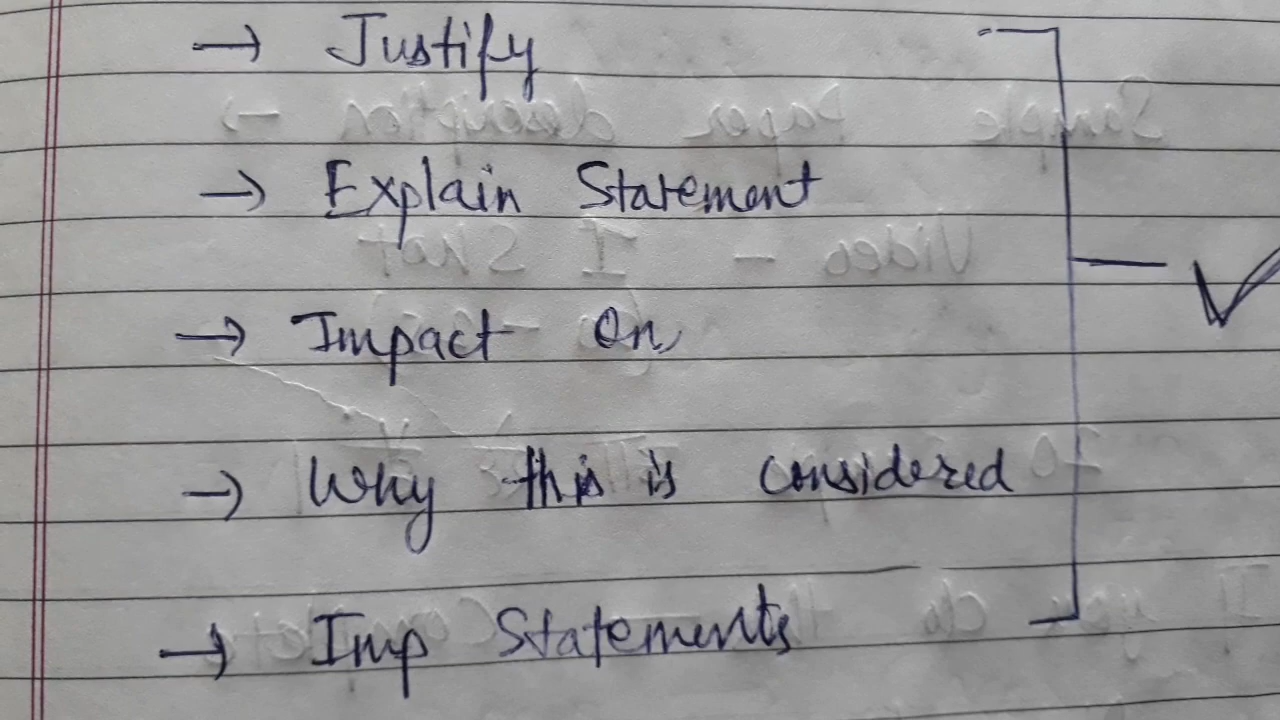 → Justify
→ Explain Statement
→ Impact on
→ Why this is considered
→ Imp Statements